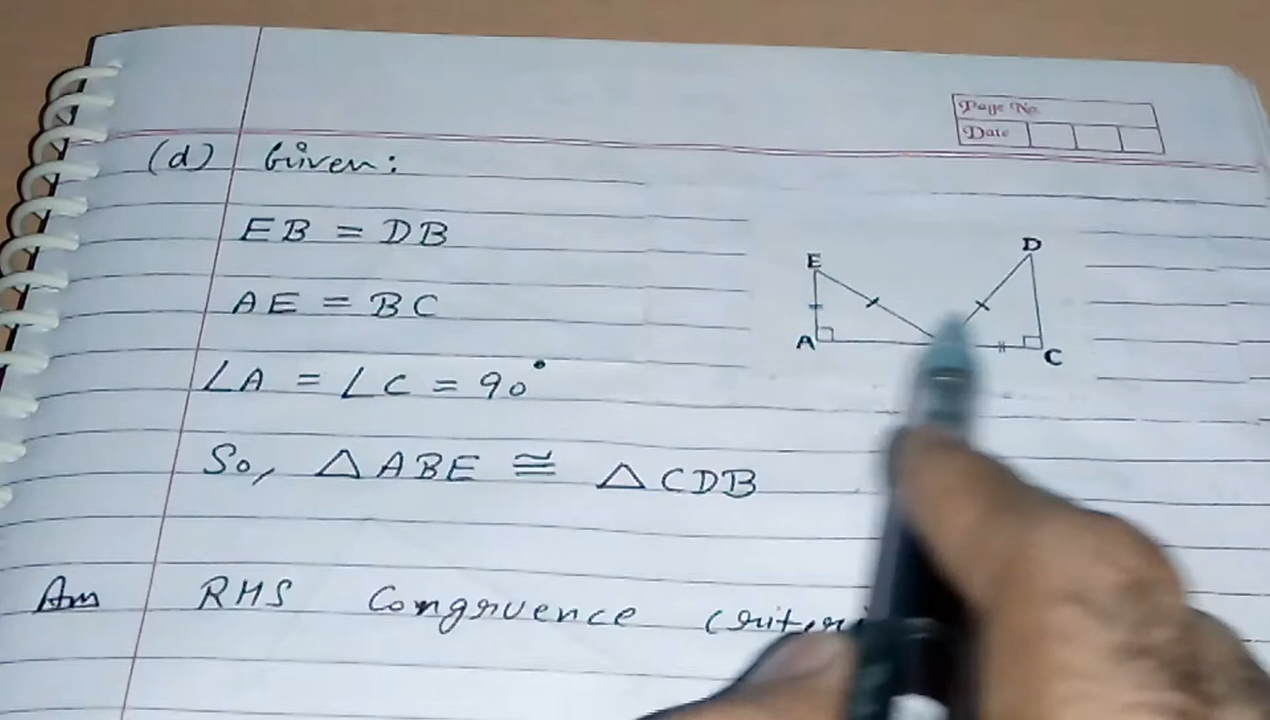 Page No.
Date
(d) Given:
EB = DB
AE = BC
∠A = ∠C = 90°
So, △ABE ≅ △CDB
Ans RHS Congruence
E
D
A
C